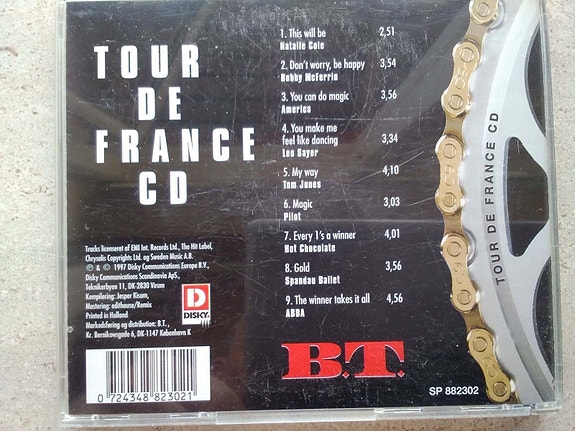 TOUR
DE
FRANCE
CD
1. This will be 2,51
Natalie Cole
2. Don't worry, be happy 3,54
Bobby McFerrin
3. You can do magic 3,56
America
4. You make me
feel like dancing 3,34
Leo Sayer
5. My way 4,10
Tom Jones
6. Magic 3,03
Pilot
7. Every 1's a winner 4,01
Hot Chocolate
8. Gold 3,56
Spandau Ballet
9. The winner takes it all 4,56
ABBA
Tracks licenseret of EMI Int. Records Ltd., The Hit Label,
Chrysalis Copyrights Ltd. og Sweden Music A.B.
℗ & © 1997 Disky Communications Europe B.V.,
Disky Communications Scandinavia ApS.,
Teknikerbyen 11, DK-2830 Virum
Kompilering: Jesper Kisum,
Mastering: edithouse/Remix
Printed in Holland
Markedsføring og distribution: B.T.,
Kr. Bernikowsgade 6, DK-1147 København K
D
DISKY
0 724348 823021
B.T.
SP 882302
TOUR DE FRANCE CD